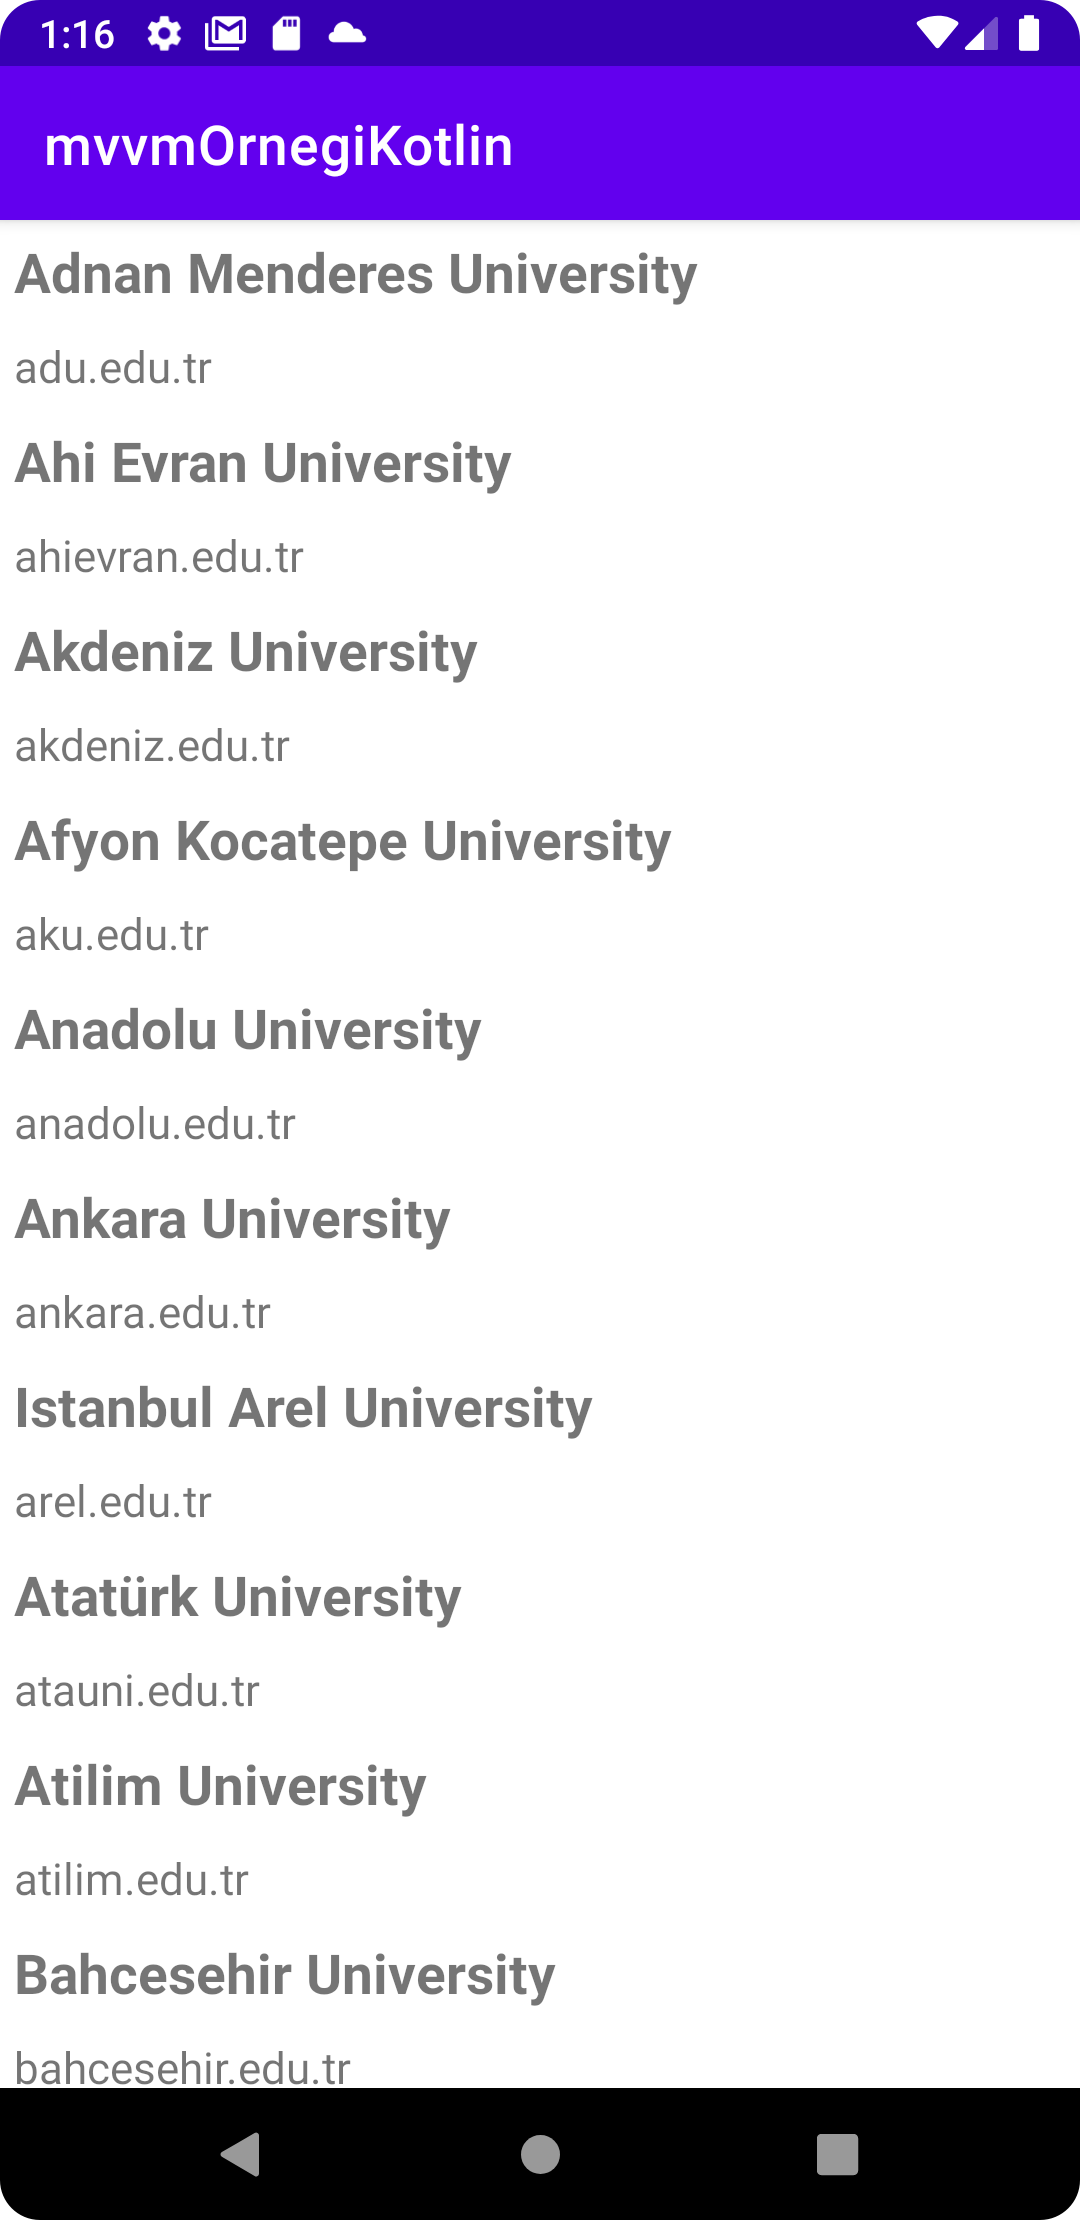 1:16
mvvmOrnegiKotlin
Adnan Menderes University
adu.edu.tr
Ahi Evran University
ahievran.edu.tr
Akdeniz University
akdeniz.edu.tr
Afyon Kocatepe University
aku.edu.tr
Anadolu University
anadolu.edu.tr
Ankara University
ankara.edu.tr
Istanbul Arel University
arel.edu.tr
Atatürk University
atauni.edu.tr
Atilim University
atilim.edu.tr
Bahcesehir University
bahcesehir.edu.tr